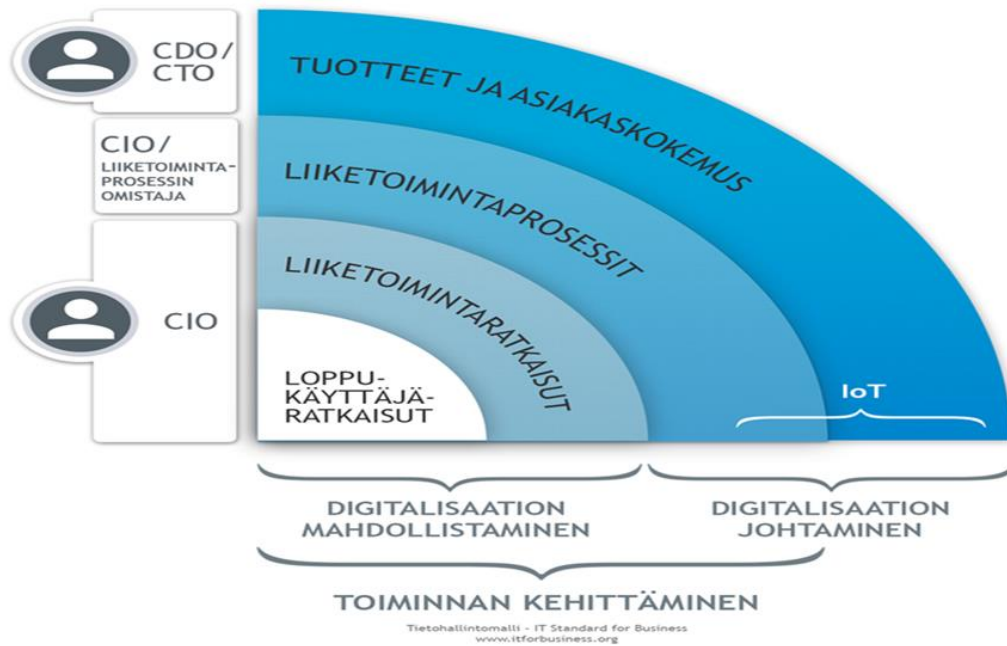 CDO/
CTO
TUOTTEET JA ASIAKASKOKEMUS
CIO/
LIIKETOIMINTA-
PROSESSIN
OMISTAJA
LIIKETOIMINTAPROSESSIT
LIIKETOIMINTARATKAISUT
CIO
LOPPU-
KÄYTTÄJÄ-
RATKAISUT
IoT
DIGITALISAATION
MAHDOLLISTAMINEN
DIGITALISAATION
JOHTAMINEN
TOIMINNAN KEHITTÄMINEN
Tietohallintomalli - IT Standard for Business
www.itforbusiness.org